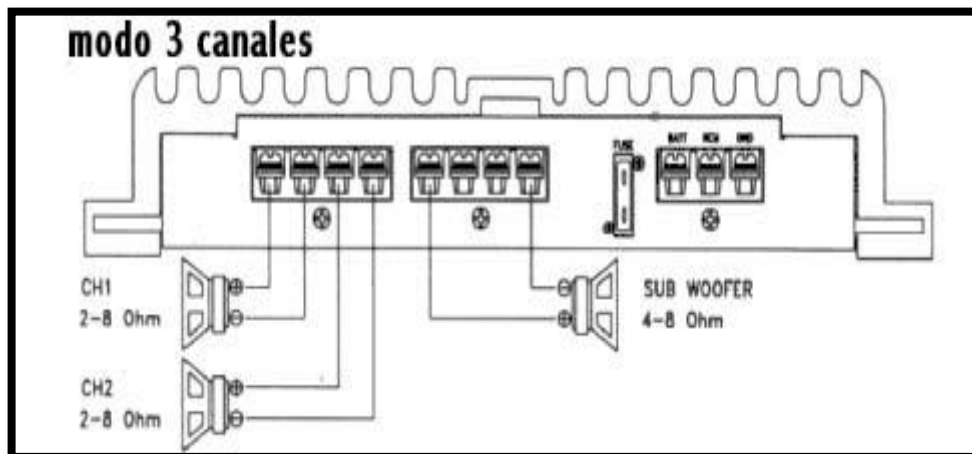 modo 3 canales
FUSE
BATT REM GND
CH1
2-8 Ohm
CH2
2-8 Ohm
SUB WOOFER
4-8 Ohm